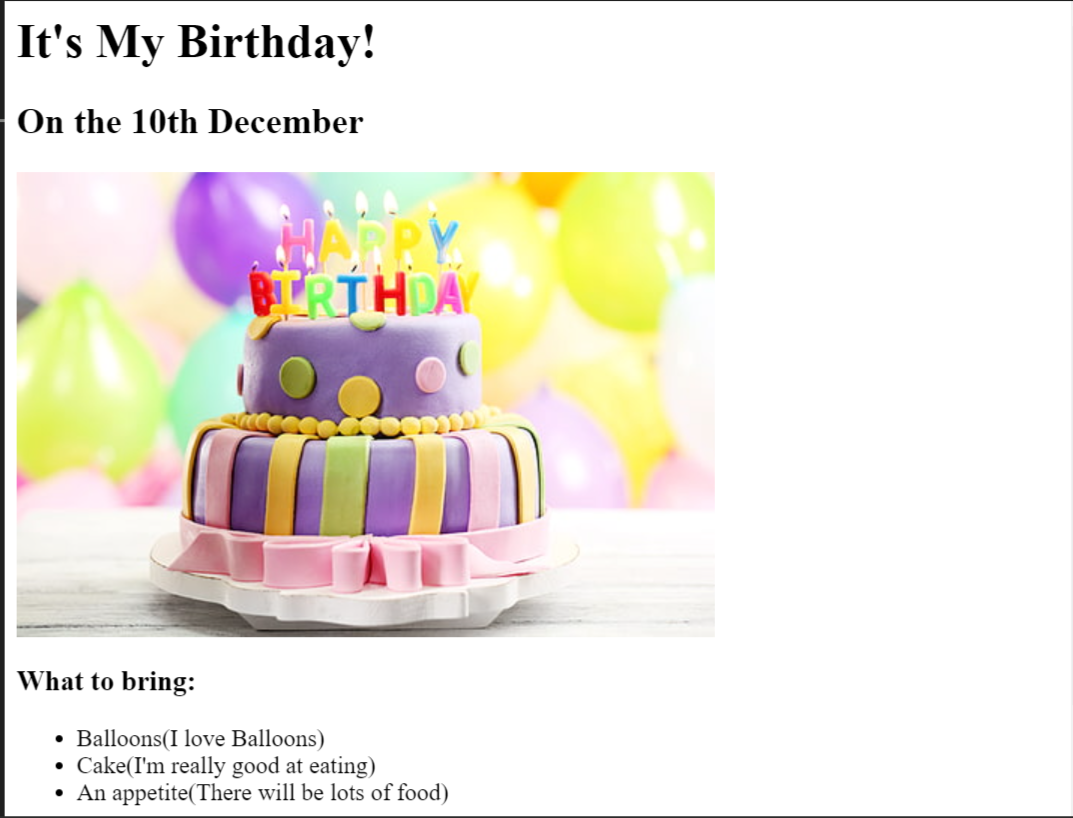 It's My Birthday!
On the 10th December
HAPPY
BIRTHDAY
What to bring:
Balloons(I love Balloons)
Cake(I'm really good at eating)
An appetite(There will be lots of food)